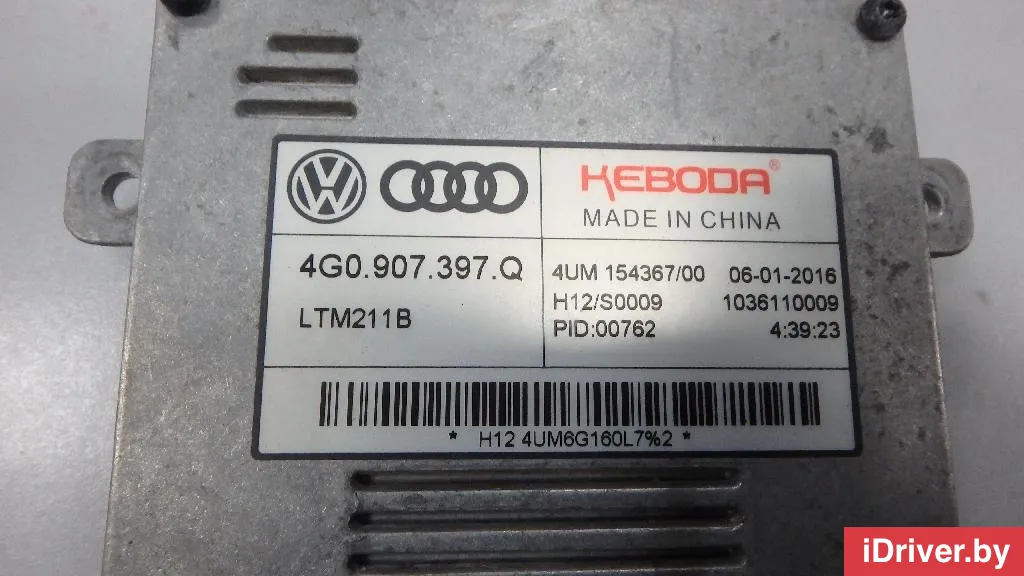 KEBODA®
MADE IN CHINA
4G0.907.397.Q
LTM211B
4UM 154367/00 06-01-2016
H12/S0009 1036110009
PID:00762 4:39:23
* H12 4UM6G160L7%2 *
iDriver.by